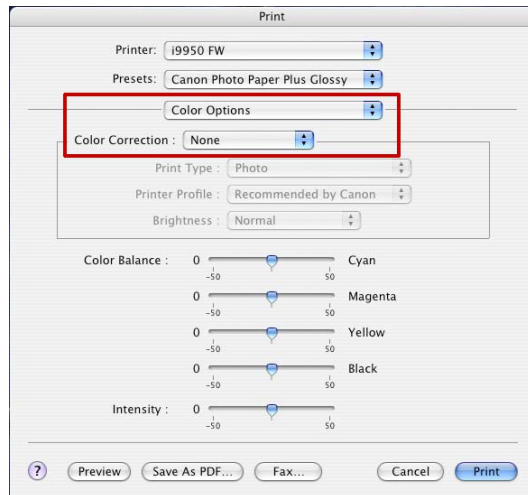 Print
Printer: i9950 FW
Presets: Canon Photo Paper Plus Glossy
Color Options
Color Correction : None
Print Type : Photo
Printer Profile : Recommended by Canon
Brightness : Normal
Color Balance : 0 Cyan
-50 50
0 Magenta
-50 50
0 Yellow
-50 50
0 Black
-50 50
Intensity : 0
-50 50
? Preview Save As PDF... Fax... Cancel Print